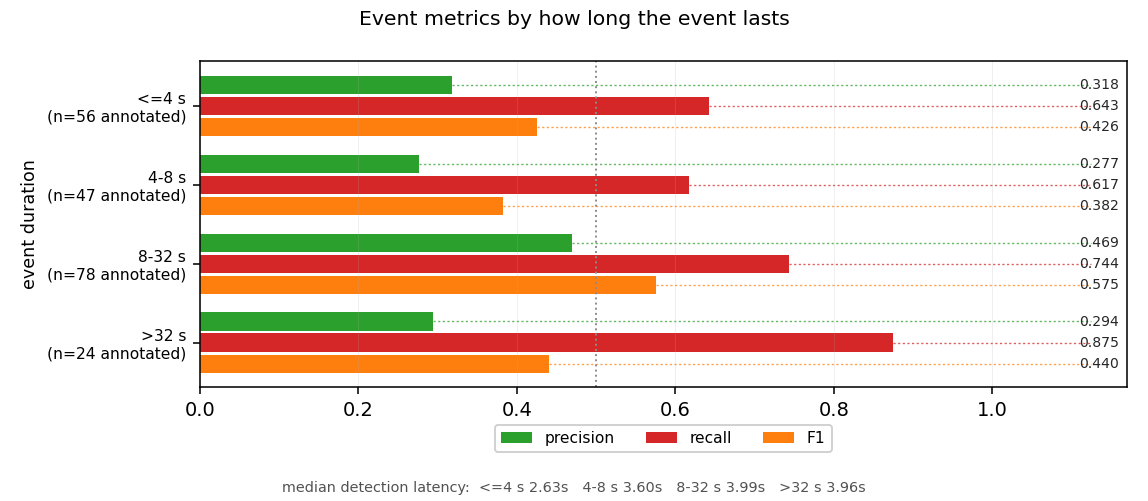 Event metrics by how long the event lasts
event duration
<=4 s
(n=56 annotated)
0.318
0.643
0.426
4-8 s
(n=47 annotated)
0.277
0.617
0.382
8-32 s
(n=78 annotated)
0.469
0.744
0.575
>32 s
(n=24 annotated)
0.294
0.875
0.440
0.0 0.2 0.4 0.6 0.8 1.0
precision recall F1
median detection latency: <=4 s 2.63s 4-8 s 3.60s 8-32 s 3.99s >32 s 3.96s